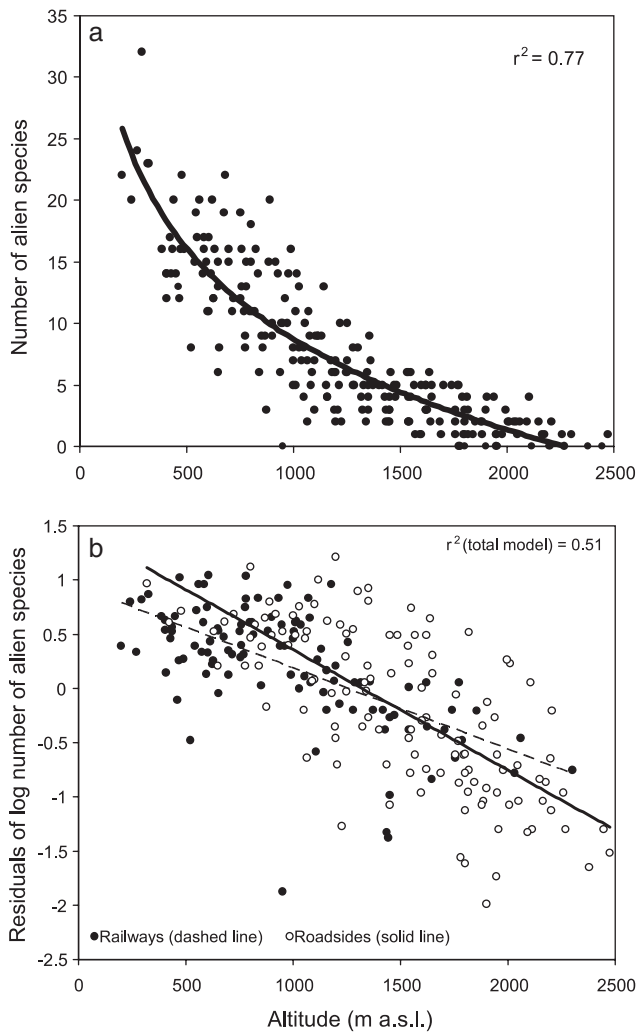 a
r² = 0.77
Number of alien species
35
30
25
20
15
10
5
0
0 500 1000 1500 2000 2500
b
r² (total model) = 0.51
Residuals of log number of alien species
1.5
1
0.5
0
-0.5
-1
-1.5
-2
-2.5
●Railways (dashed line) ○Roadsides (solid line)
0 500 1000 1500 2000 2500
Altitude (m a.s.l.)